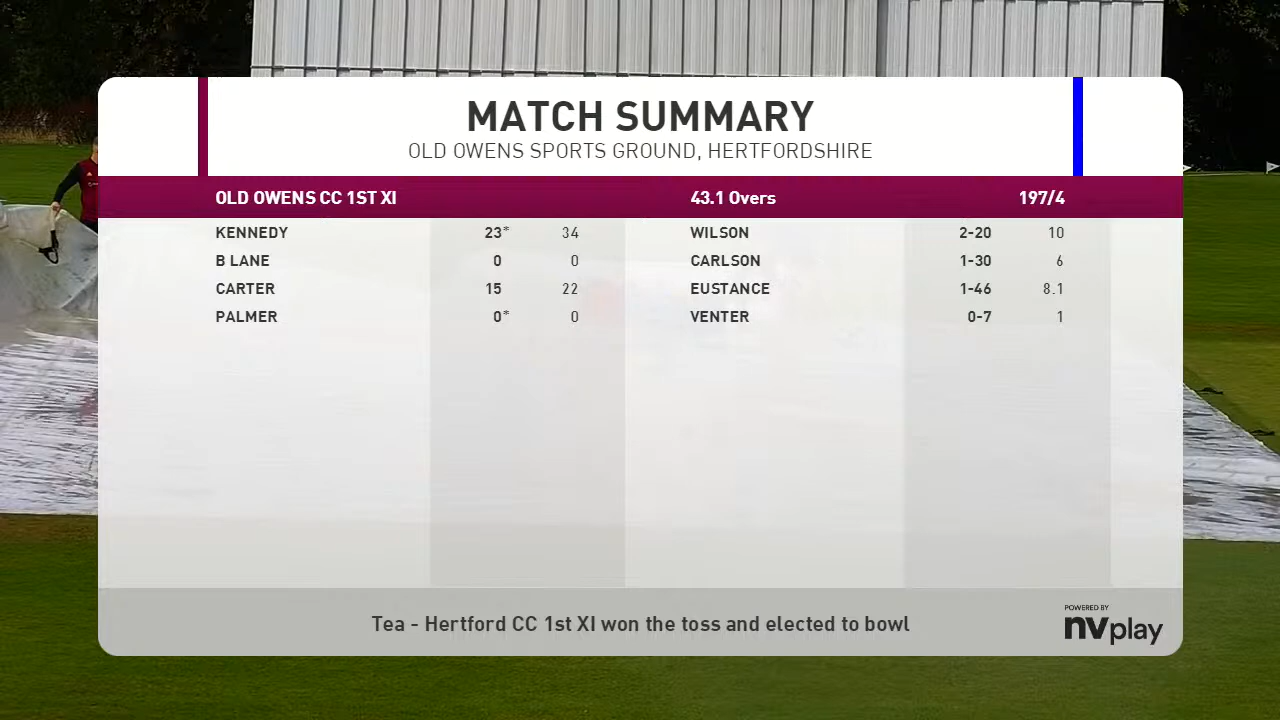 MATCH SUMMARY
OLD OWENS SPORTS GROUND, HERTFORDSHIRE
OLD OWENS CC 1ST XI 43.1 Overs 197/4
KENNEDY 23* 34 WILSON 2-20 10
B LANE 0 0 CARLSON 1-30 6
CARTER 15 22 EUSTANCE 1-46 8.1
PALMER 0* 0 VENTER 0-7 1
Tea - Hertford CC 1st XI won the toss and elected to bowl
POWERED BY
nvplay